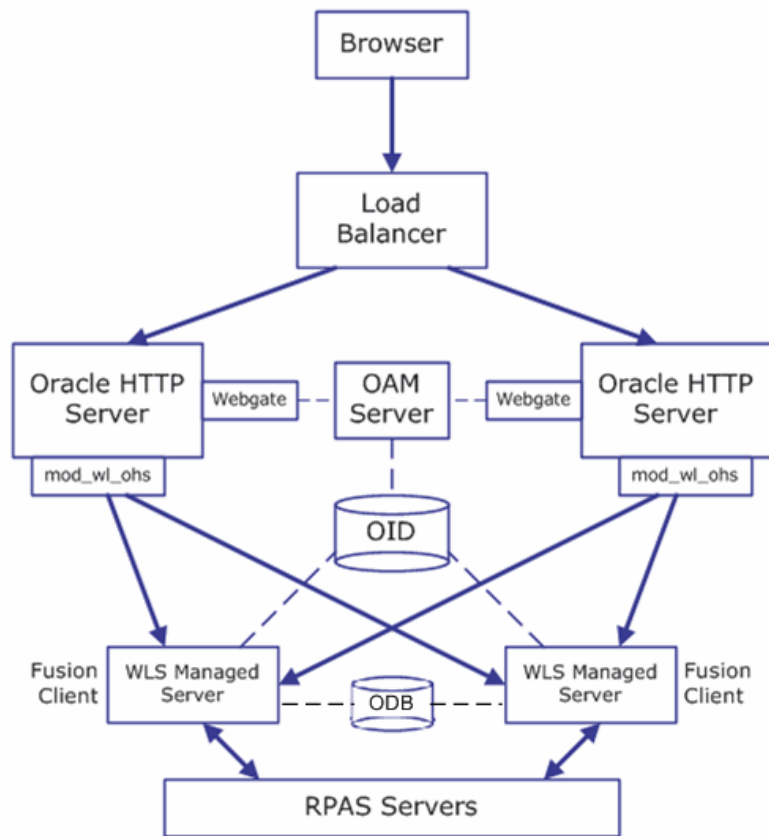 Browser
Load
Balancer
Oracle HTTP
Server
Webgate
OAM
Server
Webgate
Oracle HTTP
Server
mod_wl_ohs
mod_wl_ohs
OID
Fusion
Client
WLS Managed
Server
ODB
WLS Managed
Server
Fusion
Client
RPAS Servers